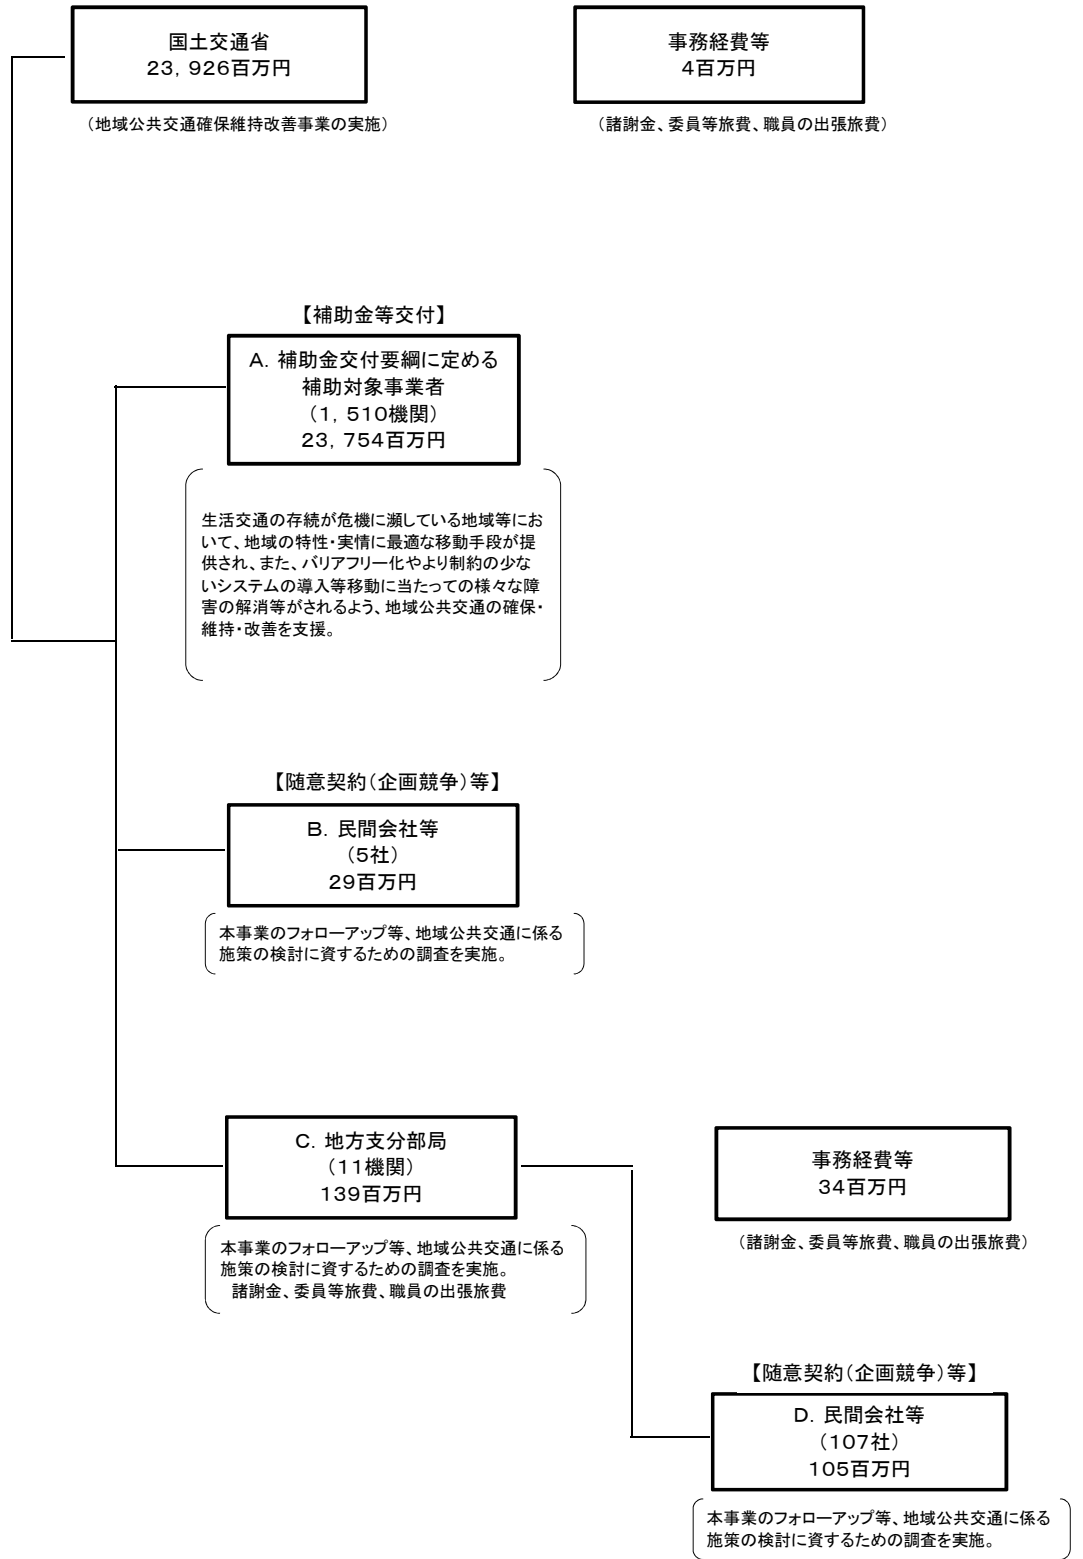 国土交通省
23，926百万円
（地域公共交通確保維持改善事業の実施）
事務経費等
4百万円
（諸謝金、委員等旅費、職員の出張旅費）
【補助金等交付】
A．補助金交付要綱に定める
補助対象事業者
（1，510機関）
23，754百万円
生活交通の存続が危機に瀕している地域等にお
いて、地域の特性・実情に最適な移動手段が提
供され、また、バリアフリー化やより制約の少な
いシステムの導入等移動に当たっての様々な障
害の解消等がされるよう、地域公共交通の確保・
維持・改善を支援。
【随意契約（企画競争）等】
B．民間会社等
（5社）
29百万円
本事業のフォローアップ等、地域公共交通に係る
施策の検討に資するための調査を実施。
C．地方支分部局
（11機関）
139百万円
本事業のフォローアップ等、地域公共交通に係る
施策の検討に資するための調査を実施。
諸謝金、委員等旅費、職員の出張旅費
事務経費等
34百万円
（諸謝金、委員等旅費、職員の出張旅費）
【随意契約（企画競争）等】
D．民間会社等
（107社）
105百万円
本事業のフォローアップ等、地域公共交通に係る
施策の検討に資するための調査を実施。